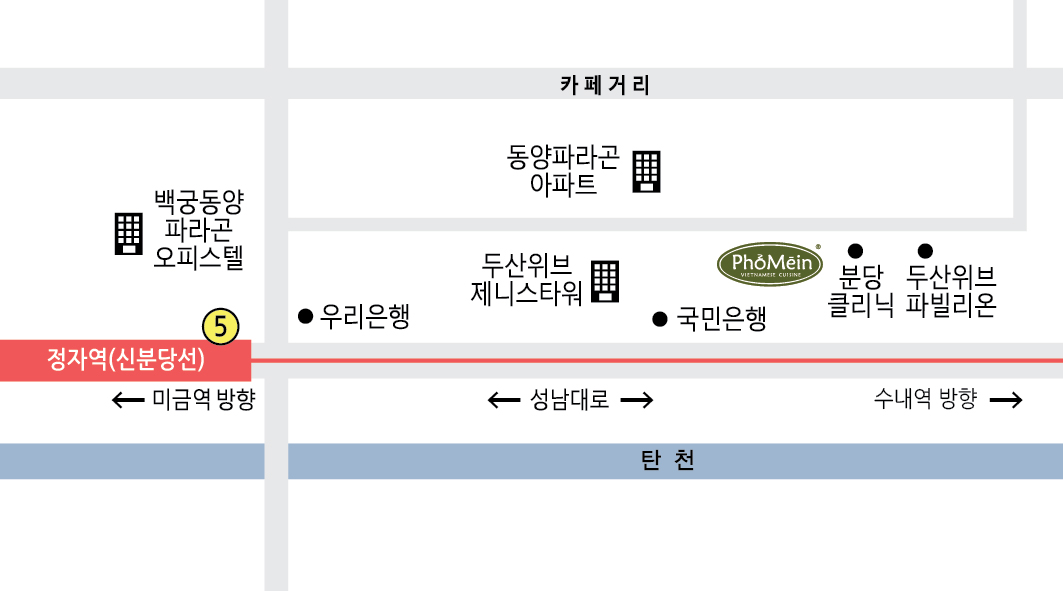 카페거리
동양파라곤
아파트
백궁동양
파라곤
오피스텔
두산위브
제니스타워
PhỏMein®
VIETNAMESE CUISINE
분당
클리닉
두산위브
파빌리온
우리은행
국민은행
5
정자역(신분당선)
← 미금역 방향
← 성남대로 →
수내역 방향 →
탄 천